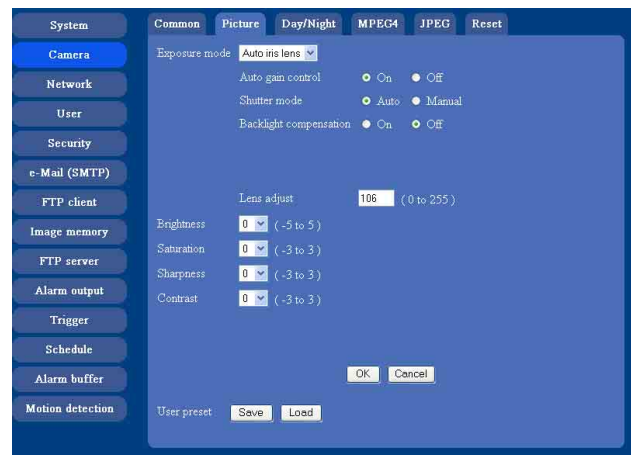 System
Camera
Network
User
Security
e-Mail (SMTP)
FTP client
Image memory
FTP server
Alarm output
Trigger
Schedule
Alarm buffer
Motion detection
Common Picture Day/Night MPEG4 JPEG Reset
Exposure mode Auto iris lens
Auto gain control On Off
Shutter mode Auto Manual
Backlight compensation On Off
Lens adjust 106 ( 0 to 255 )
Brightness 0 ( -5 to 5 )
Saturation 0 ( -3 to 3 )
Sharpness 0 ( -3 to 3 )
Contrast 0 ( -3 to 3 )
OK Cancel
User preset Save Load